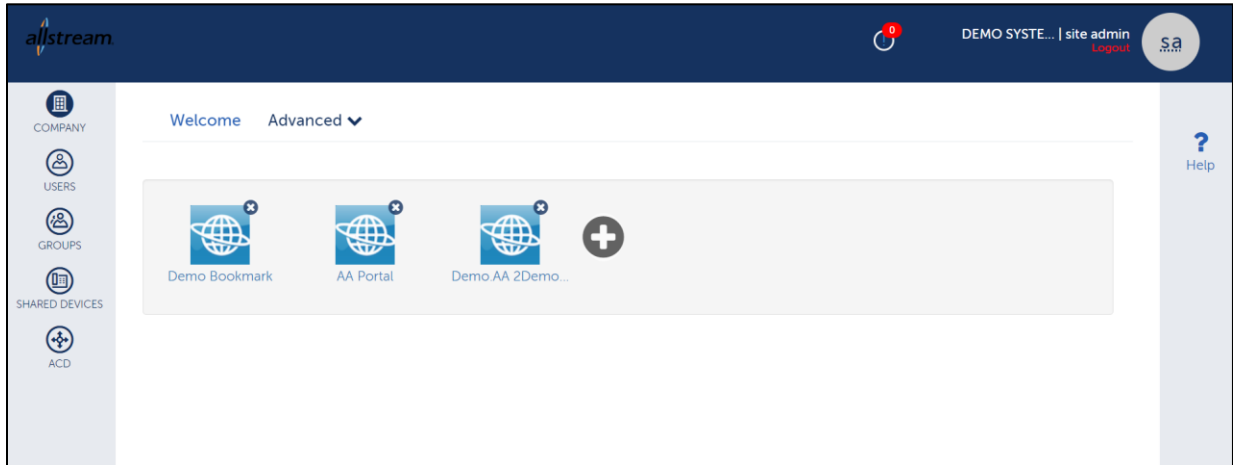 allstream.
0
DEMO SYSTE... | site admin
Logout
sa
COMPANY
USERS
GROUPS
SHARED DEVICES
ACD
Welcome Advanced
Demo Bookmark
AA Portal
Demo AA 2Demo...
?
Help